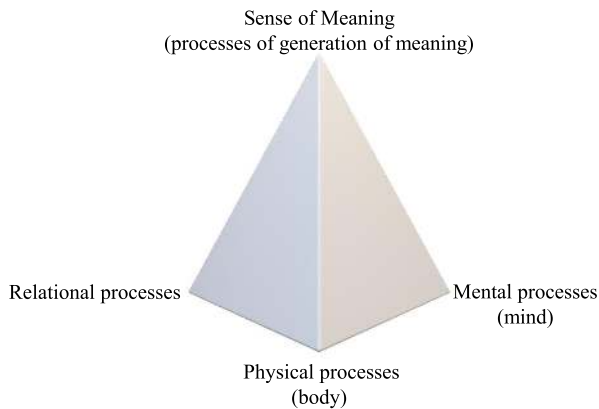 Sense of Meaning
(processes of generation of meaning)
Relational processes
Mental processes
(mind)
Physical processes
(body)